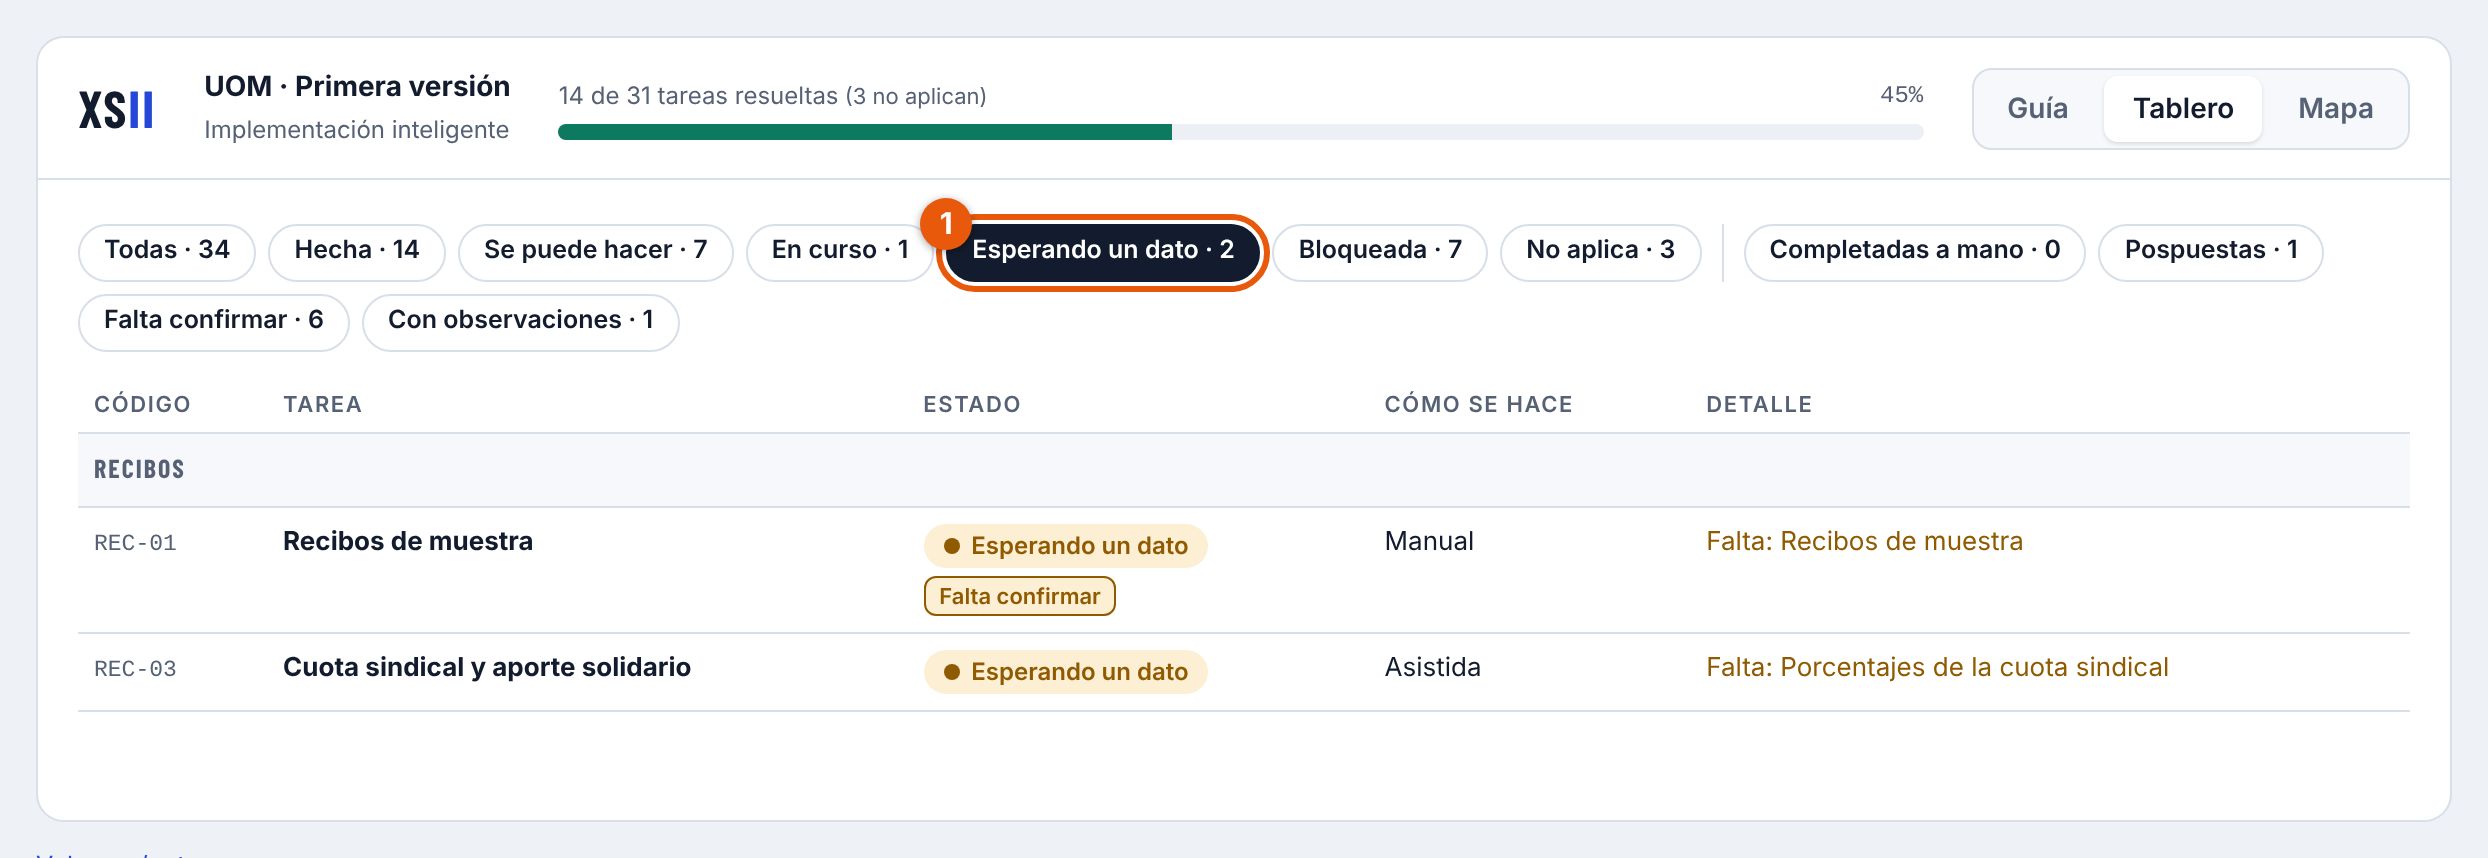 XSII
UOM · Primera versión
Implementación inteligente
14 de 31 tareas resueltas (3 no aplican)
45%
Guía
Tablero
Mapa
1
Todas · 34
Hecha · 14
Se puede hacer · 7
En curso · 1
Esperando un dato · 2
Bloqueada · 7
No aplica · 3
Completadas a mano · 0
Pospuestas · 1
Falta confirmar · 6
Con observaciones · 1
CÓDIGO
TAREA
ESTADO
CÓMO SE HACE
DETALLE
RECIBOS
REC-01
Recibos de muestra
Esperando un dato
Falta confirmar
Manual
Falta: Recibos de muestra
REC-03
Cuota sindical y aporte solidario
Esperando un dato
Asistida
Falta: Porcentajes de la cuota sindical